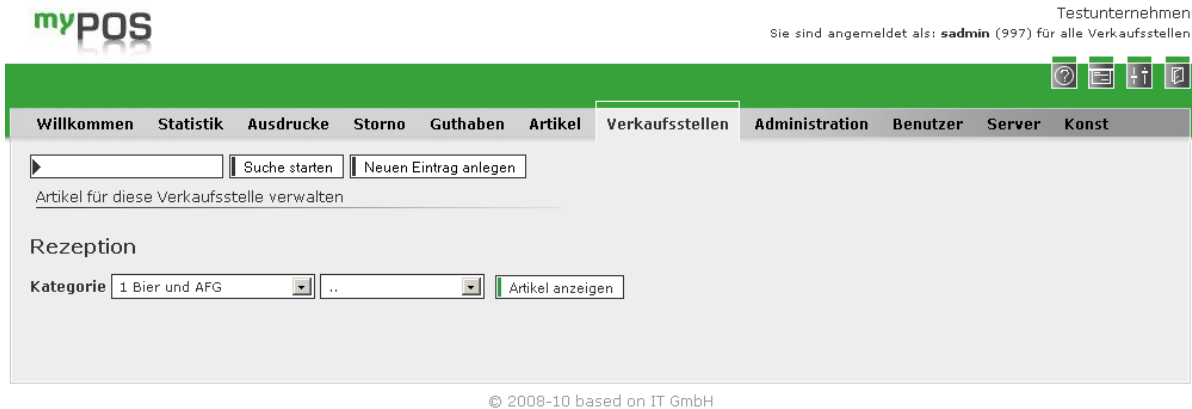 myPOS
Testunternehmen
Sie sind angemeldet als: sadmin (997) für alle Verkaufsstellen
Willkommen Statistik Ausdrucke Storno Guthaben Artikel Verkaufsstellen Administration Benutzer Server Konst
Suche starten Neuen Eintrag anlegen
Artikel für diese Verkaufsstelle verwalten
Rezeption
Kategorie 1 Bier und AFG .. Artikel anzeigen
© 2008-10 based on IT GmbH